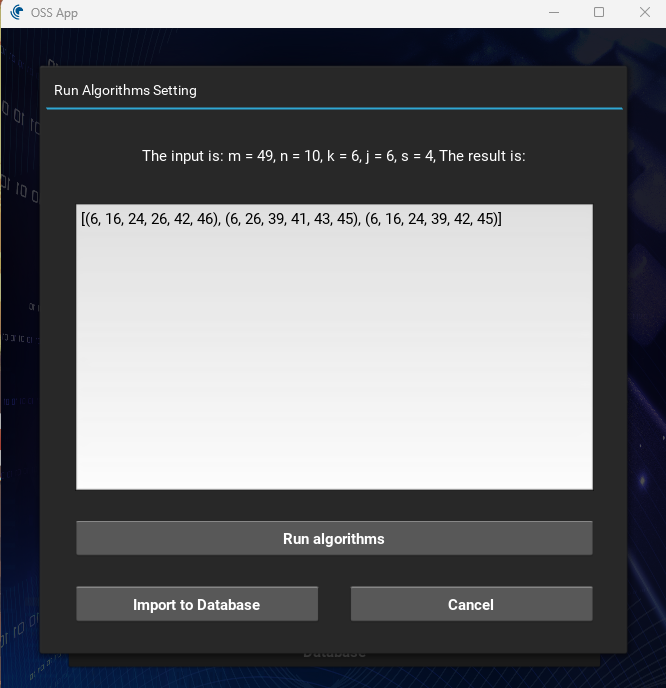 OSS App
Run Algorithms Setting
The input is: m = 49, n = 10, k = 6, j = 6, s = 4, The result is:
[(6, 16, 24, 26, 42, 46), (6, 26, 39, 41, 43, 45), (6, 16, 24, 39, 42, 45)]
Run algorithms
Import to Database
Cancel
Database